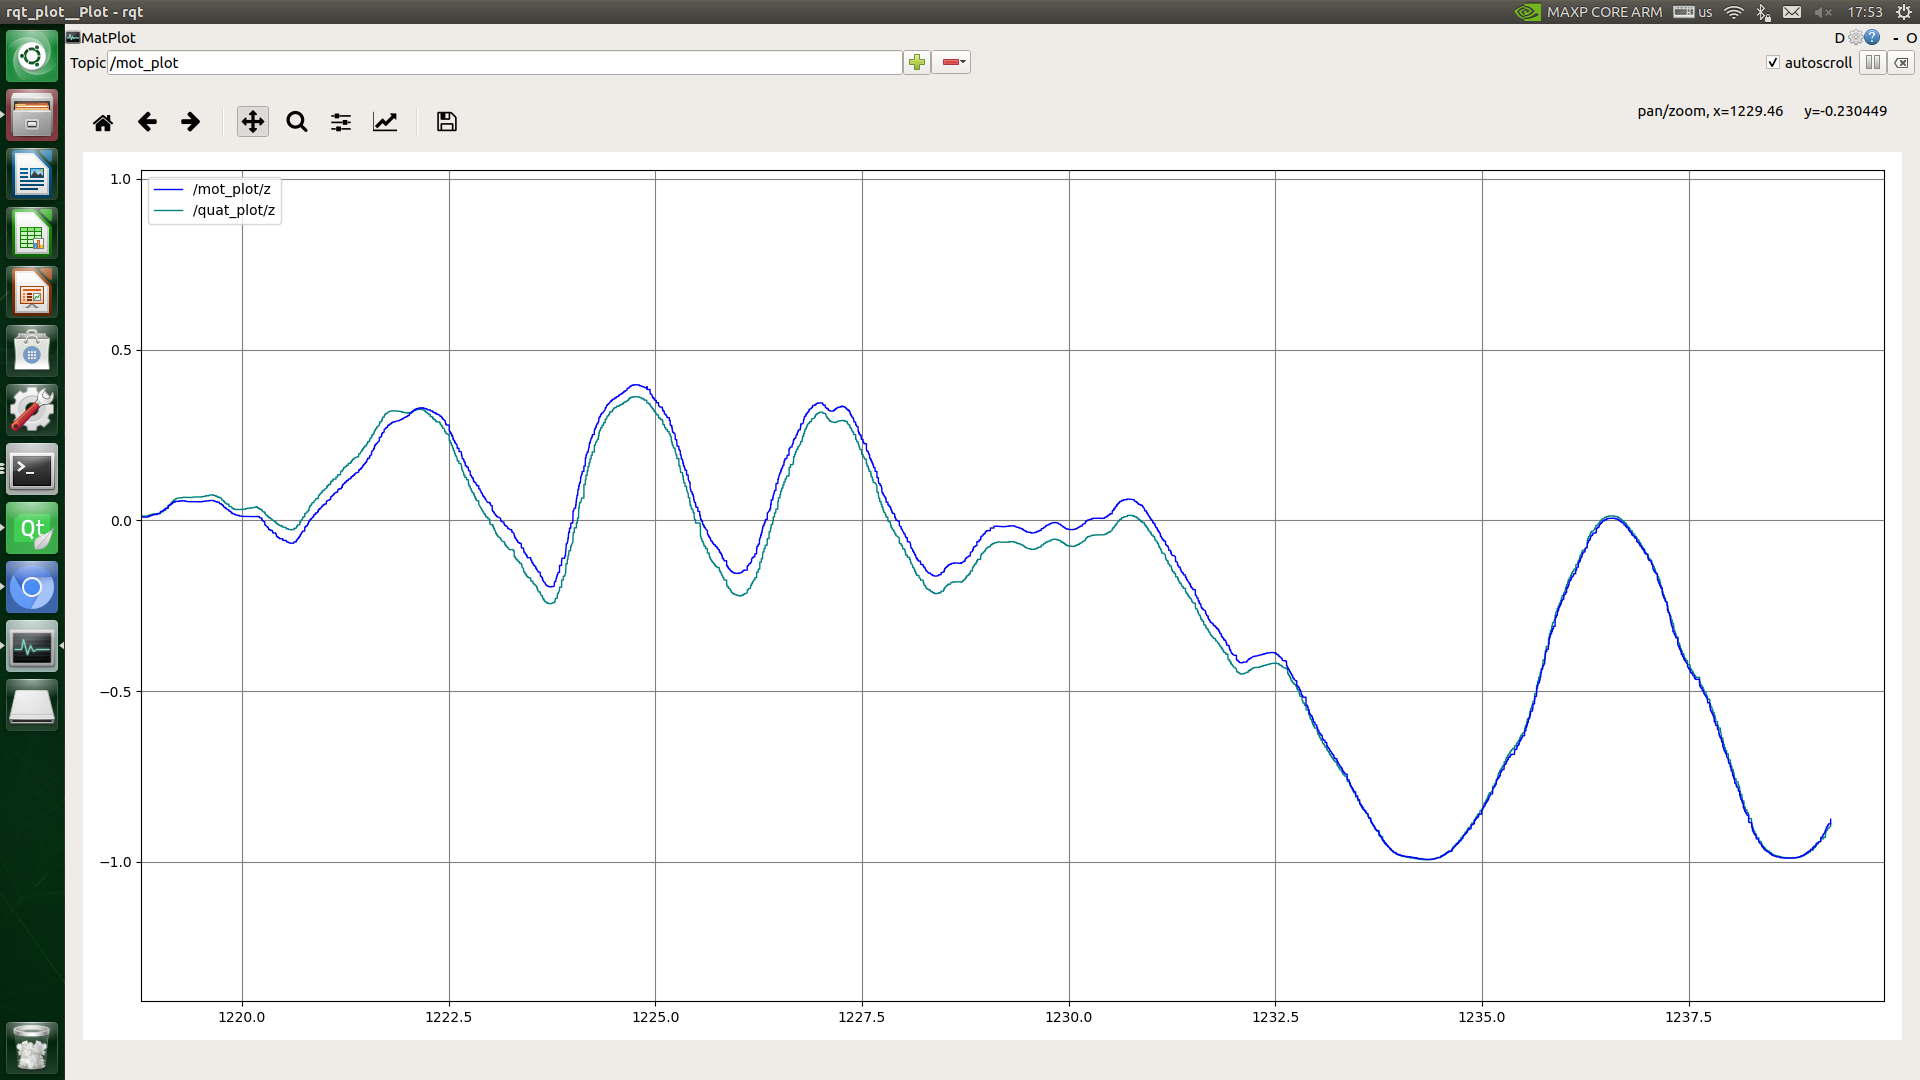 rqt_plot__Plot - rqt
MAXP CORE ARM us 17:53
MatPlot
D ? - O
Topic /mot_plot
autoscroll
pan/zoom, x=1229.46 y=-0.230449
1.0
/mot_plot/z
/quat_plot/z
0.5
0.0
−0.5
−1.0
1220.0 1222.5 1225.0 1227.5 1230.0 1232.5 1235.0 1237.5
>_
Qt